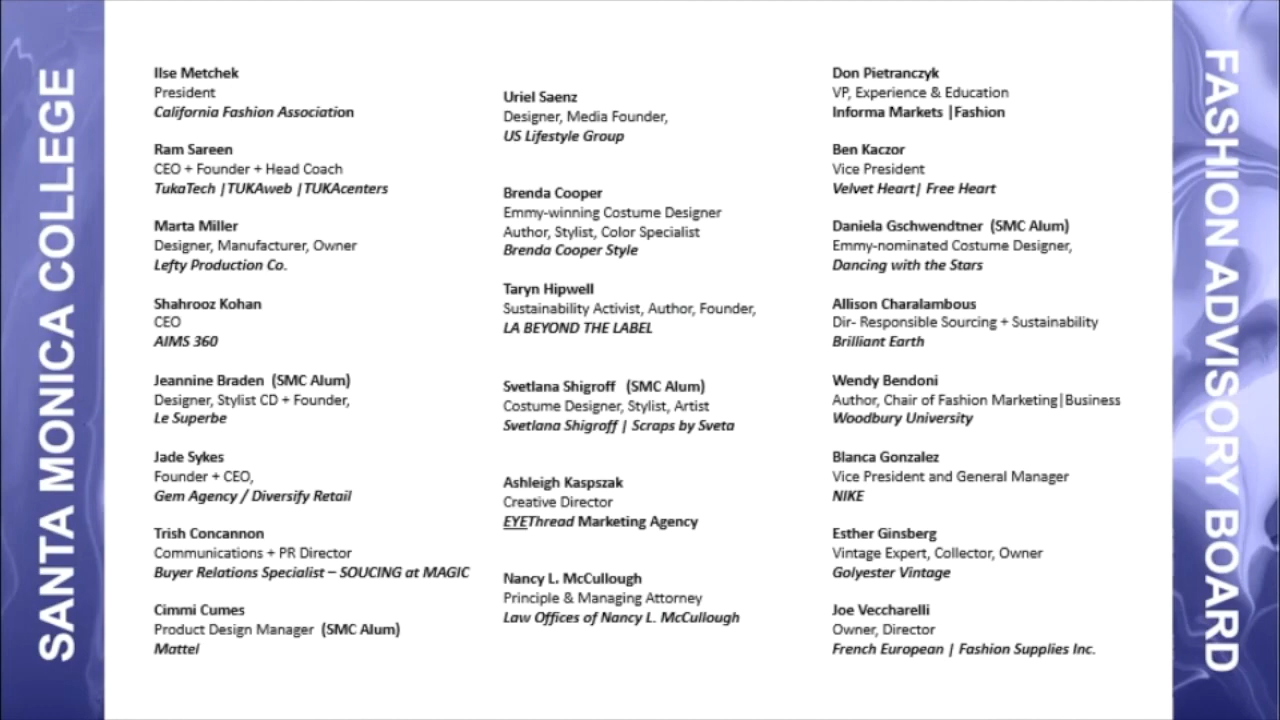 SANTA MONICA COLLEGE
Ilse Metchek
President
California Fashion Association
Ram Sareen
CEO + Founder + Head Coach
TukaTech |TUKAweb |TUKAcenters
Marta Miller
Designer, Manufacturer, Owner
Lefty Production Co.
Shahrooz Kohan
CEO
AIMS 360
Jeannine Braden (SMC Alum)
Designer, Stylist CD + Founder,
Le Superbe
Jade Sykes
Founder + CEO,
Gem Agency / Diversify Retail
Trish Concannon
Communications + PR Director
Buyer Relations Specialist – SOUCING at MAGIC
Cimmi Cumes
Product Design Manager (SMC Alum)
Mattel
Uriel Saenz
Designer, Media Founder,
US Lifestyle Group
Brenda Cooper
Emmy-winning Costume Designer
Author, Stylist, Color Specialist
Brenda Cooper Style
Taryn Hipwell
Sustainability Activist, Author, Founder,
LA BEYOND THE LABEL
Svetlana Shigroff (SMC Alum)
Costume Designer, Stylist, Artist
Svetlana Shigroff | Scraps by Sveta
Ashleigh Kaspszak
Creative Director
EYEThread Marketing Agency
Nancy L. McCullough
Principle & Managing Attorney
Law Offices of Nancy L. McCullough
Don Pietranczyk
VP, Experience & Education
Informa Markets |Fashion
Ben Kaczor
Vice President
Velvet Heart| Free Heart
Daniela Gschwendtner (SMC Alum)
Emmy-nominated Costume Designer,
Dancing with the Stars
Allison Charalambous
Dir- Responsible Sourcing + Sustainability
Brilliant Earth
Wendy Bendoni
Author, Chair of Fashion Marketing|Business
Woodbury University
Blanca Gonzalez
Vice President and General Manager
NIKE
Esther Ginsberg
Vintage Expert, Collector, Owner
Golyester Vintage
Joe Veccharelli
Owner, Director
French European | Fashion Supplies Inc.
FASHION ADVISORY BOARD